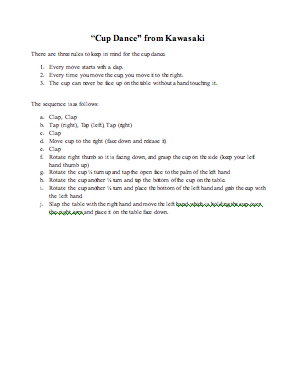 “Cup Dance” from Kawasaki
There are three rules to keep in mind for the cup dance.
1. Every move starts with a clap.
2. Every time you move the cup, you move it to the right.
3. The cup can never be face up on the table without a hand touching it.
The sequence is as follows:
a. Clap, Clap
b. Tap (right), Tap (left), Tap (right)
c. Clap
d. Move cup to the right (face down and release it)
e. Clap
f. Rotate right thumb so it is facing down, and grasp the cup on the side (keep your left
hand thumb up)
g. Rotate the cup ¼ turn up and tap the open face to the palm of the left hand
h. Rotate the cup another ¼ turn and tap the bottom of the cup on the table.
i. Rotate the cup another ¼ turn and place the bottom of the left hand and grab the cup with
the left hand
j. Slap the table with the right hand and move the left hand, which is holding the cup over
the right arm and place it on the table face down.